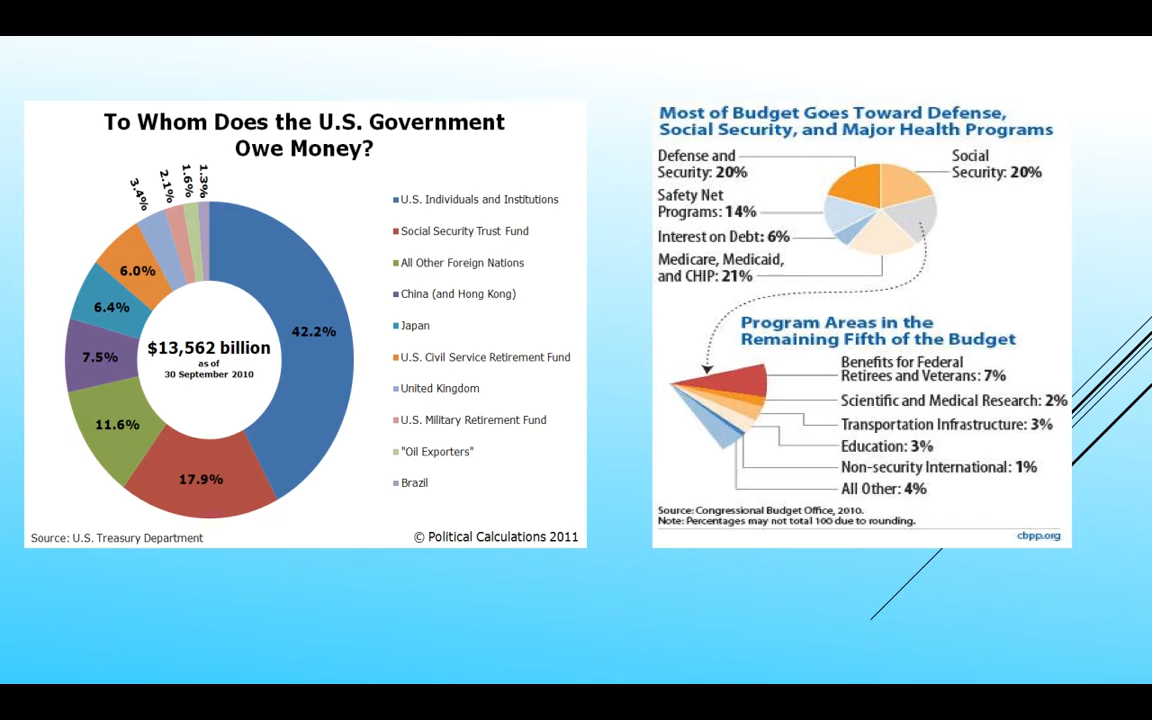 To Whom Does the U.S. Government
Owe Money?
1.3%
1.6%
2.1%
3.4%
6.0%
6.4%
7.5%
11.6%
17.9%
42.2%
$13,562 billion
as of
30 September 2010
U.S. Individuals and Institutions
Social Security Trust Fund
All Other Foreign Nations
China (and Hong Kong)
Japan
U.S. Civil Service Retirement Fund
United Kingdom
U.S. Military Retirement Fund
"Oil Exporters"
Brazil
Source: U.S. Treasury Department
© Political Calculations 2011
Most of Budget Goes Toward Defense,
Social Security, and Major Health Programs
Defense and
Security: 20%
Social
Security: 20%
Safety Net
Programs: 14%
Interest on Debt: 6%
Medicare, Medicaid,
and CHIP: 21%
Program Areas in the
Remaining Fifth of the Budget
Benefits for Federal
Retirees and Veterans: 7%
Scientific and Medical Research: 2%
Transportation Infrastructure: 3%
Education: 3%
Non-security International: 1%
All Other: 4%
Source: Congressional Budget Office, 2010.
Note: Percentages may not total 100 due to rounding.
cbpp.org